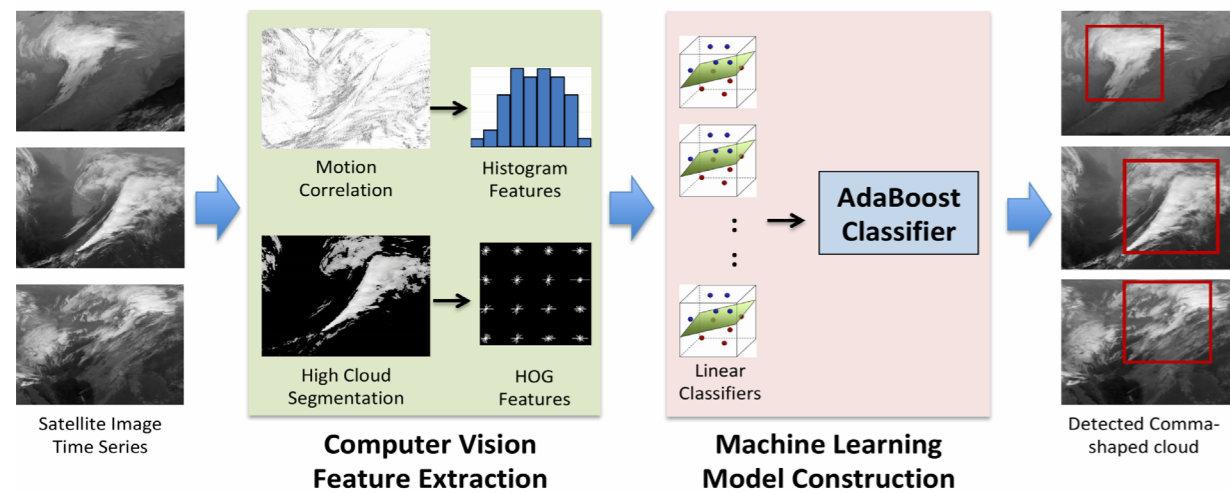 Satellite Image
Time Series
Motion
Correlation
Histogram
Features
High Cloud
Segmentation
HOG
Features
Computer Vision
Feature Extraction
Linear
Classifiers
AdaBoost
Classifier
Machine Learning
Model Construction
Detected Comma-
shaped cloud